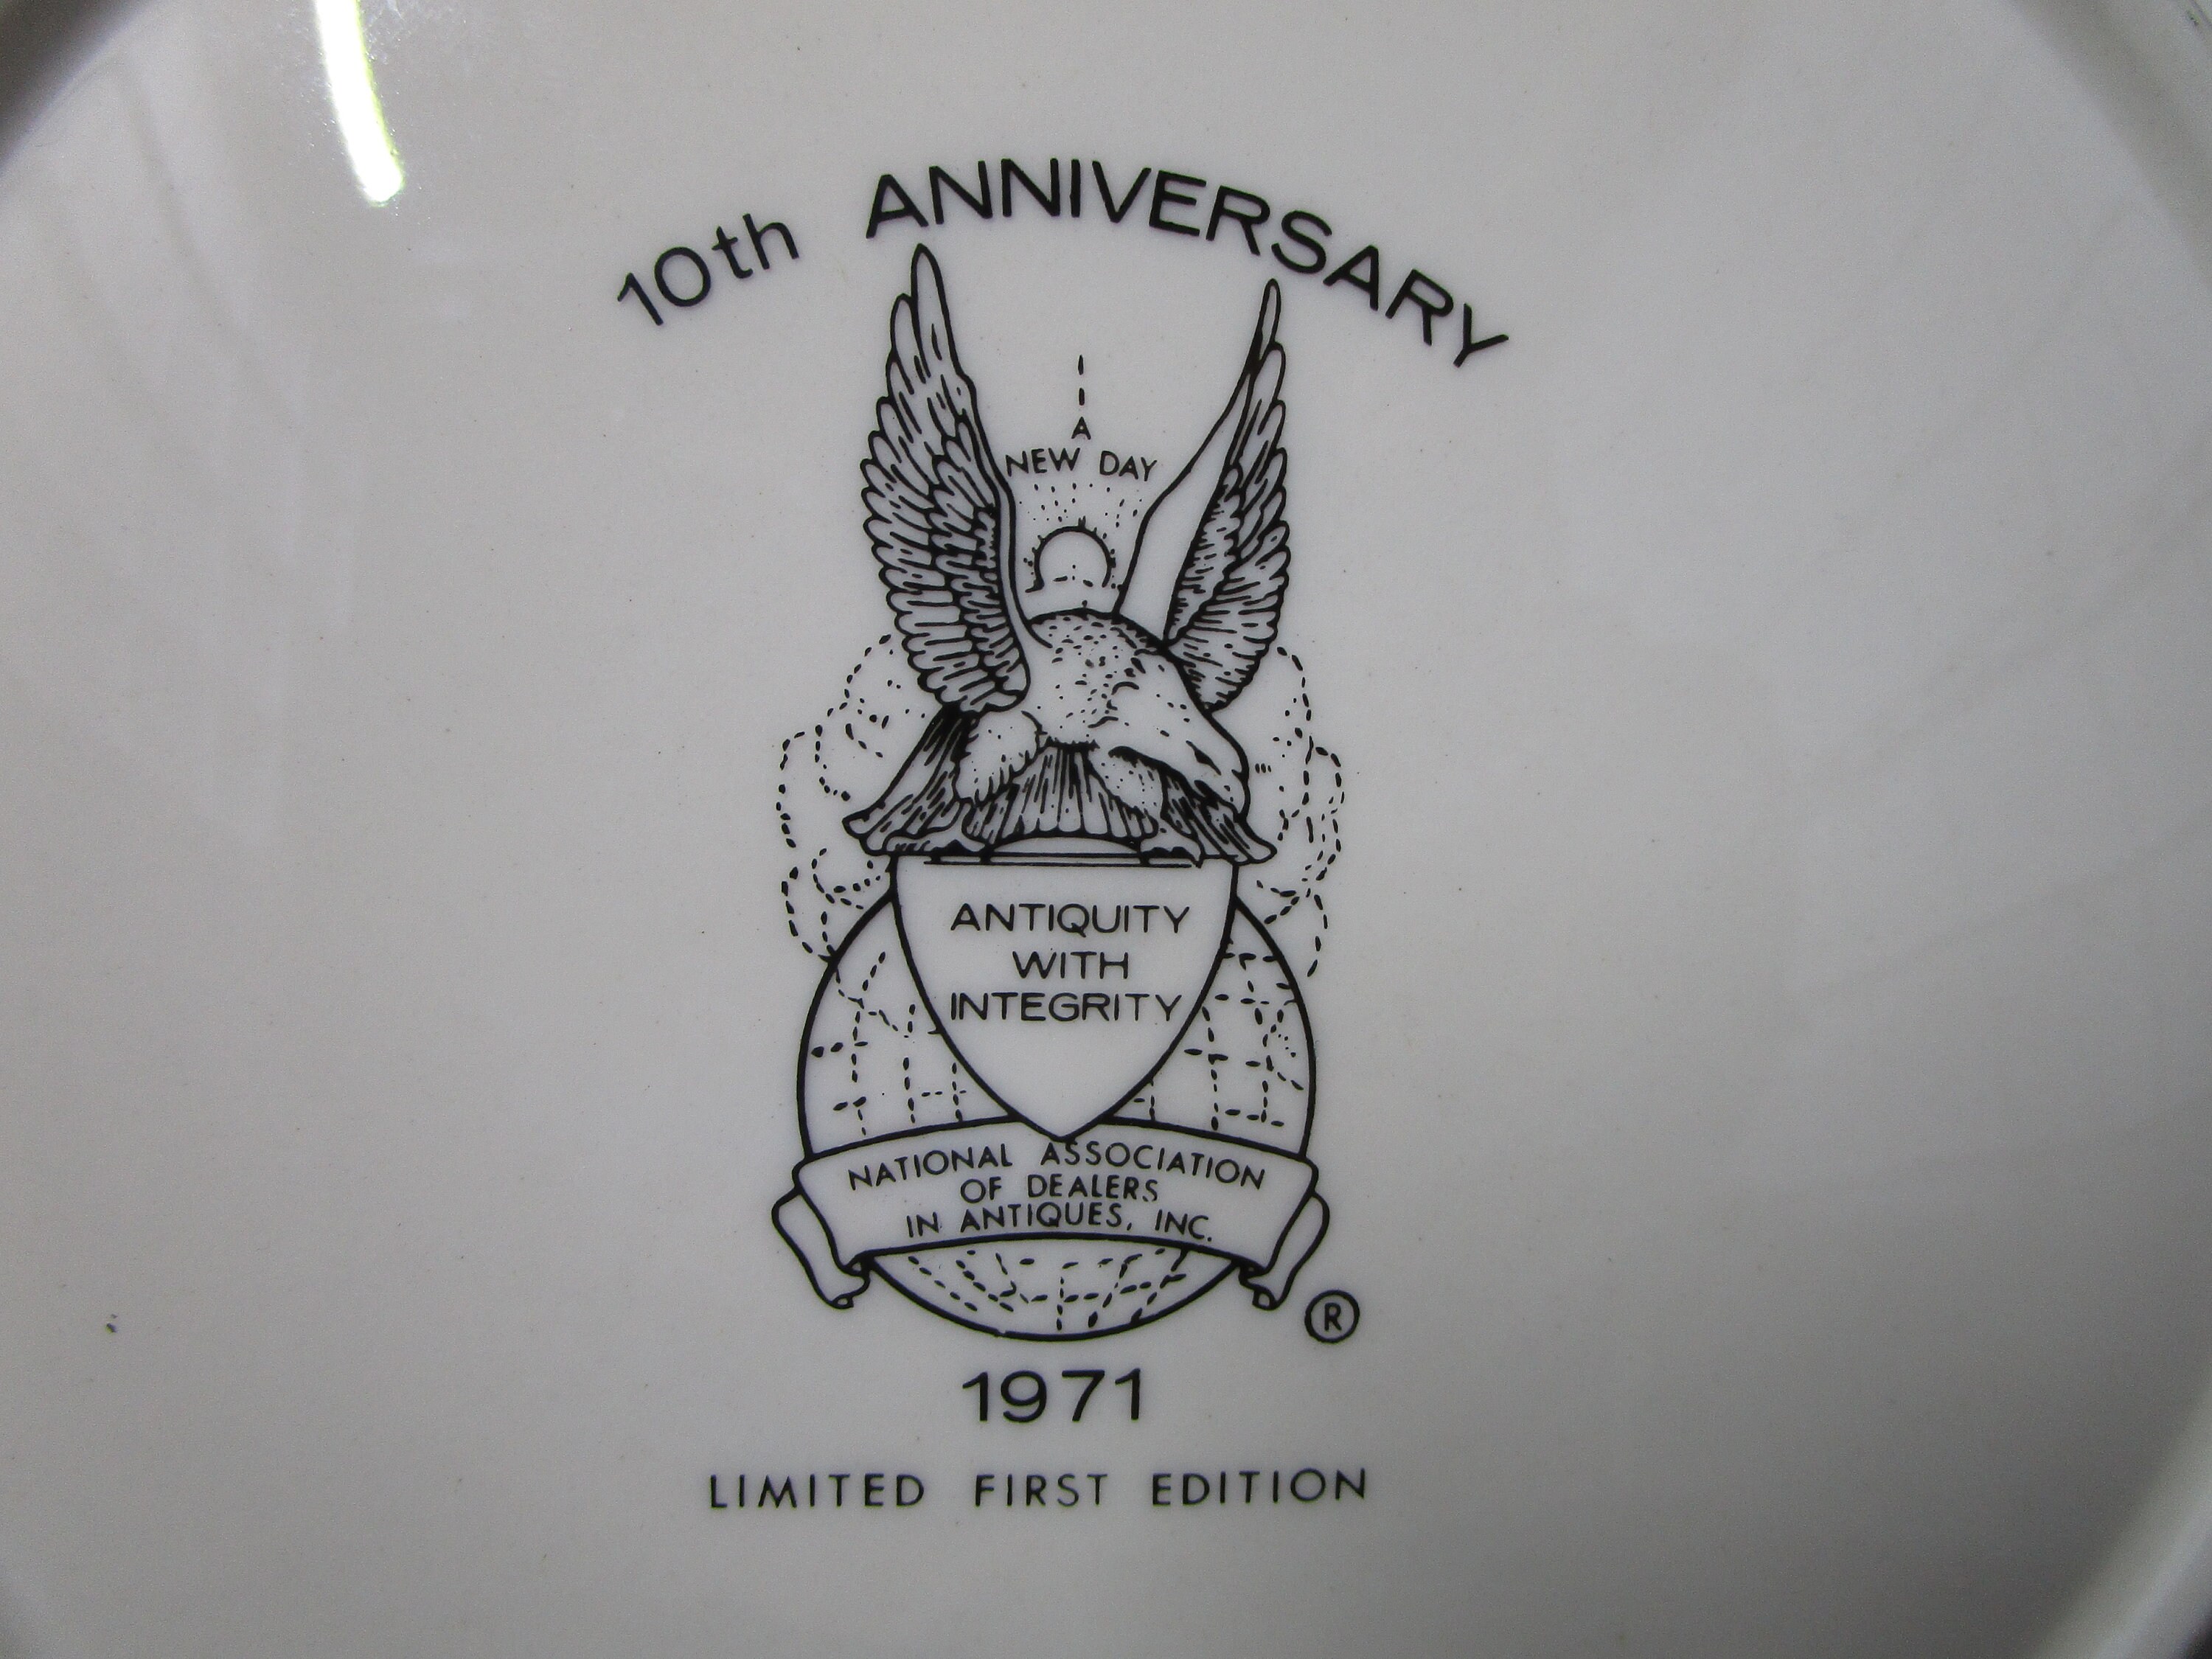 10th ANNIVERSARY
A
NEW DAY
ANTIQUITY
WITH
INTEGRITY
NATIONAL ASSOCIATION
OF DEALERS
IN ANTIQUES, INC.
®
1971
LIMITED FIRST EDITION